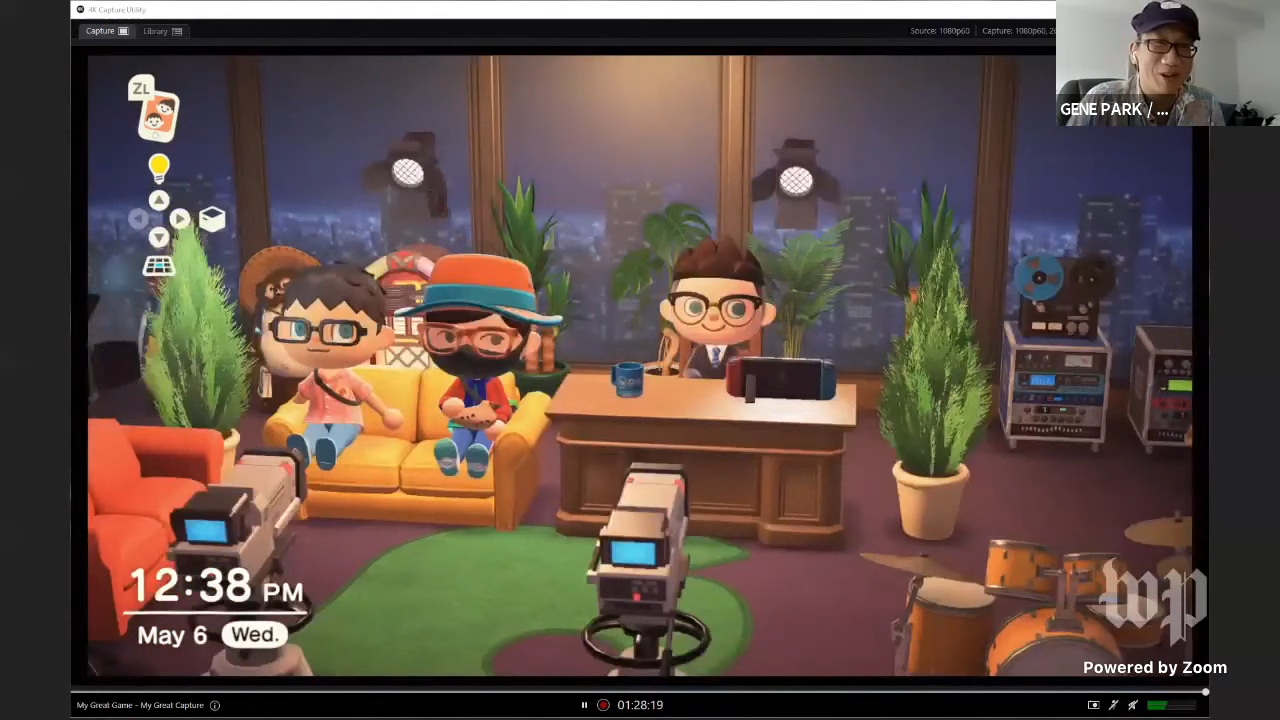 4K Capture Utility
Capture
Library
Source: 1080p60
Capture: 1080p60,
GENE PARK / ...
ZL
12:38 PM
May 6 Wed.
wp
Powered by Zoom
My Great Game - My Great Capture
01:28:19